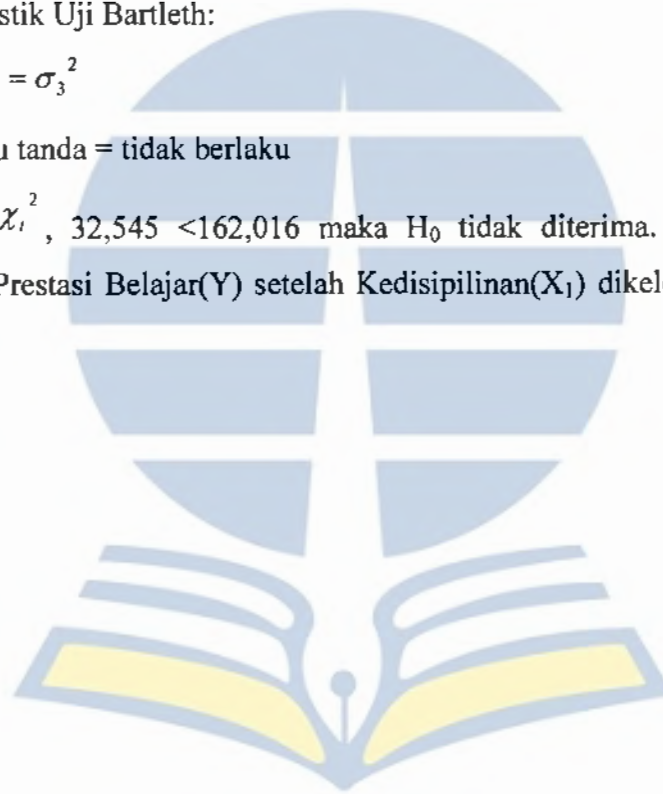 stik Uji Bartleth:
= σ₃²
u tanda = tidak berlaku
χₜ², 32,545 <162,016 maka H₀ tidak diterima.
Prestasi Belajar(Y) setelah Kedisipilinan(X₁) dikel